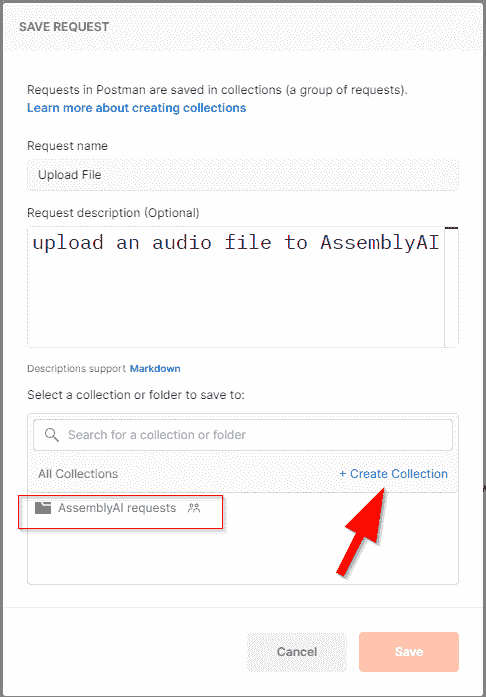 SAVE REQUEST
Requests in Postman are saved in collections (a group of requests).
Learn more about creating collections
Request name
Upload File
Request description (Optional)
upload an audio file to AssemblyAI
Descriptions support Markdown
Select a collection or folder to save to:
Search for a collection or folder
All Collections + Create Collection
AssemblyAI requests
Cancel Save